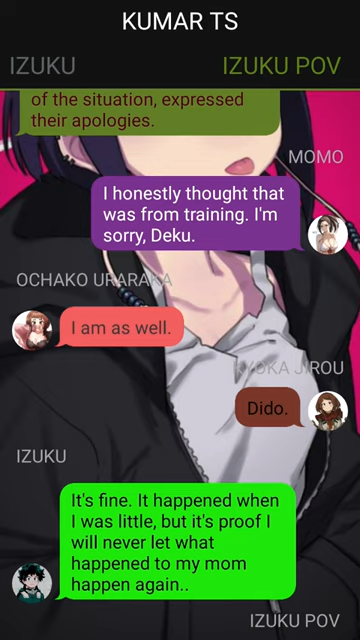 KUMAR TS
IZUKU
IZUKU POV
of the situation, expressed
their apologies.
MOMO
I honestly thought that
was from training. I'm
sorry, Deku.
OCHAKO URARAKA
I am as well.
KYOKA JIROU
Dido.
IZUKU
It's fine. It happened when
I was little, but it's proof I
will never let what
happened to my mom
happen again..
IZUKU POV